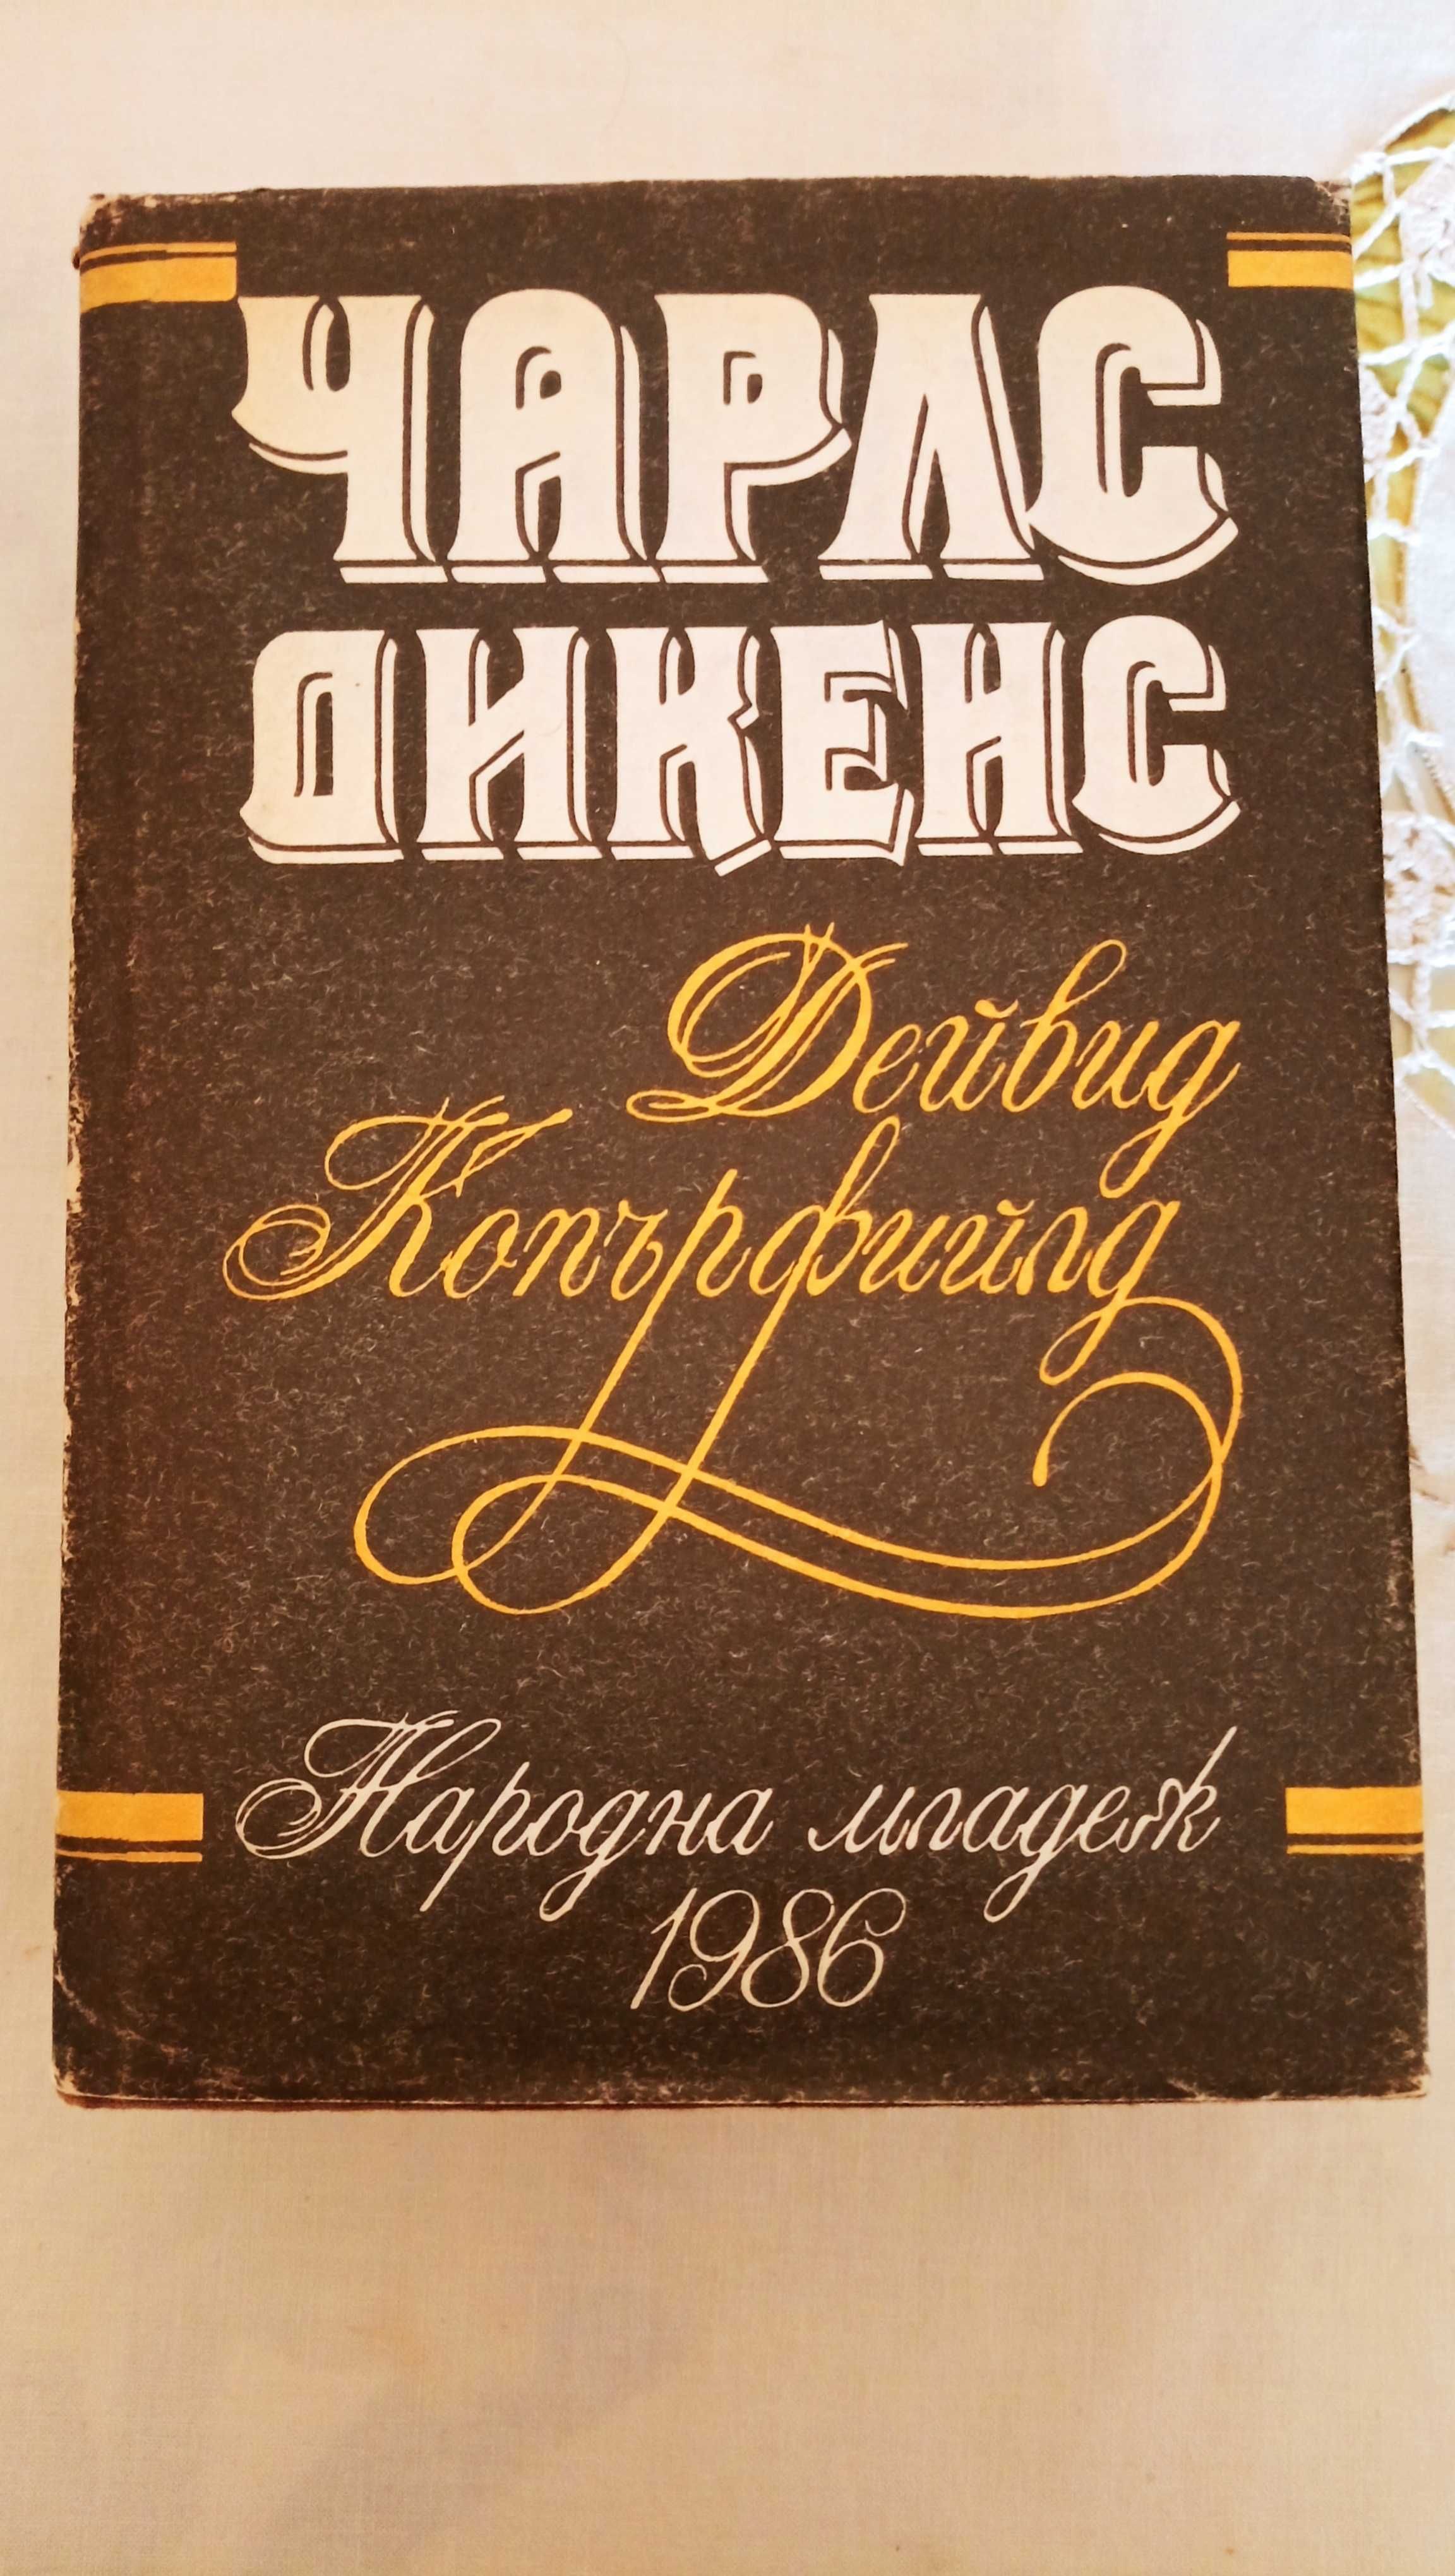 ЧАРЛС
ДИКЕНС
Дейвид
Копърфийлд
Народна младеж
1986